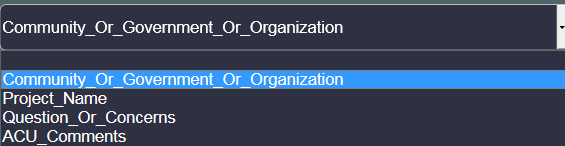 Community_Or_Government_Or_Organization
Community_Or_Government_Or_Organization
Project_Name
Question_Or_Concerns
ACU_Comments